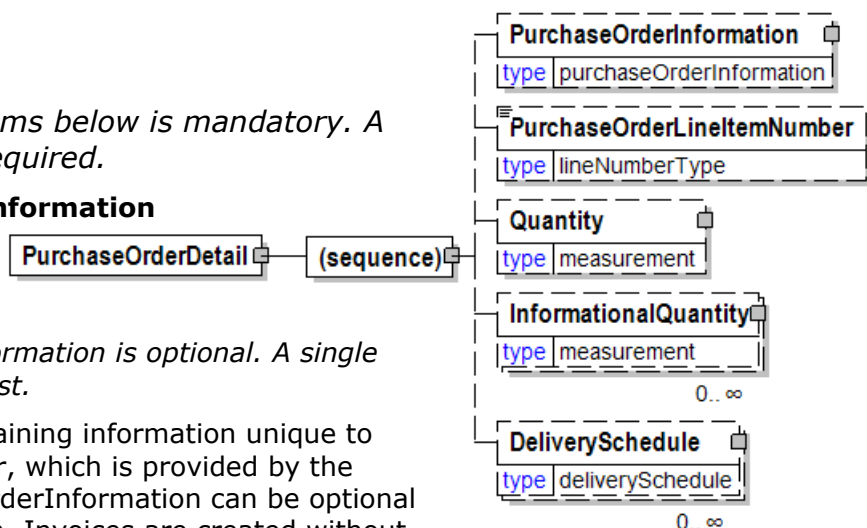 PurchaseOrderInformation
type purchaseOrderInformation
ms below is mandatory. A
PurchaseOrderLineItemNumber
equired.
type lineNumberType
nformation
Quantity
PurchaseOrderDetail
(sequence)
type measurement
InformationalQuantity
ormation is optional. A single
type measurement
st.
0.. ∞
aining information unique to
DeliverySchedule
r, which is provided by the
type deliverySchedule
rderInformation can be optional
0.. ∞